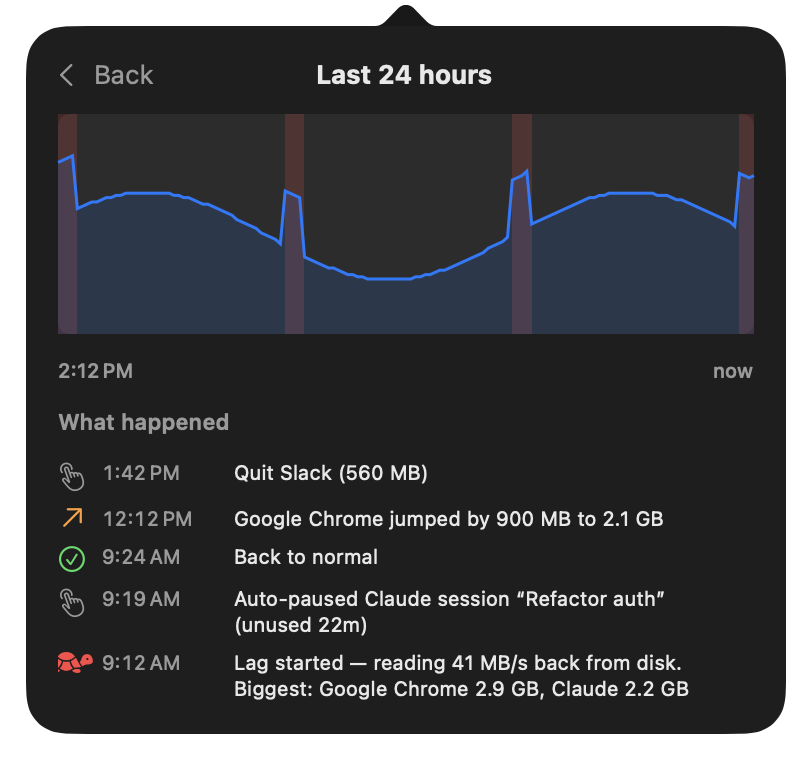 Back
Last 24 hours
2:12 PM
now
What happened
1:42 PM Quit Slack (560 MB)
12:12 PM Google Chrome jumped by 900 MB to 2.1 GB
9:24 AM Back to normal
9:19 AM Auto-paused Claude session “Refactor auth”
(unused 22m)
9:12 AM Lag started — reading 41 MB/s back from disk.
Biggest: Google Chrome 2.9 GB, Claude 2.2 GB